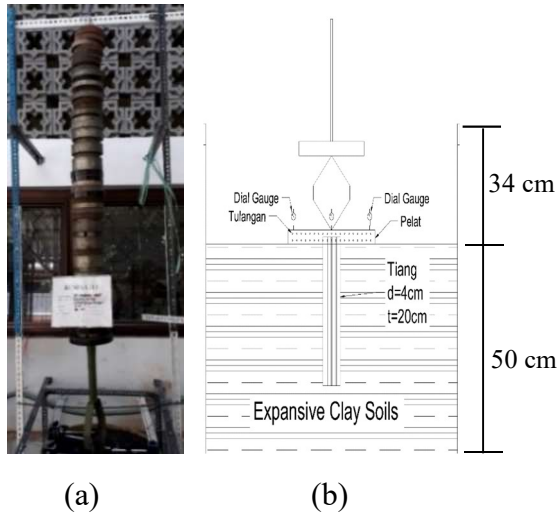 34 cm
Dial Gauge
Dial Gauge
Tulangan
Pelat
Tiang
d=4cm
t=20cm
50 cm
Expansive Clay Soils
(a)
(b)